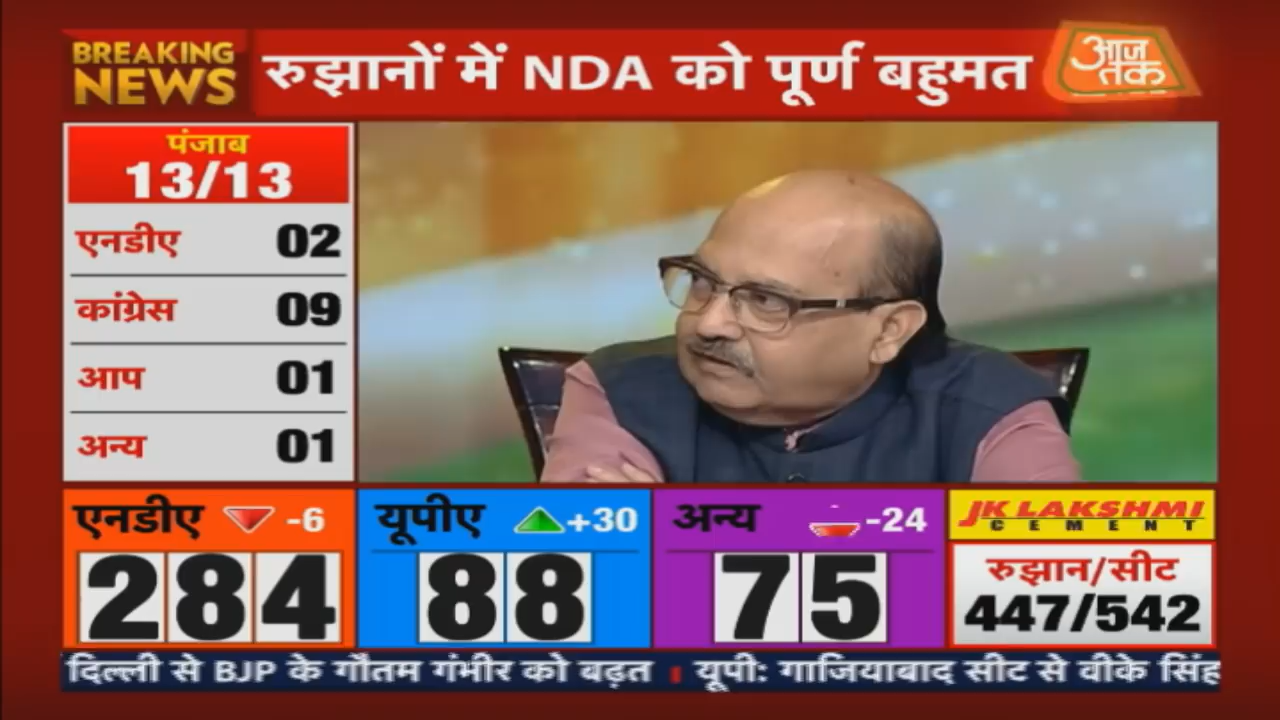 BREAKING
NEWS
रुझानों में NDA को पूर्ण बहुमत
आज
तक
पंजाब
13/13
एनडीए 02
कांग्रेस 09
आप 01
अन्य 01
एनडीए -6
284
यूपीए +30
88
अन्य -24
75
JK LAKSHMI
CEMENT
रुझान/सीट
447/542
दिल्ली से BJP के गौतम गंभीर को बढ़त
यूपी: गाजियाबाद सीट से वीके सिंह